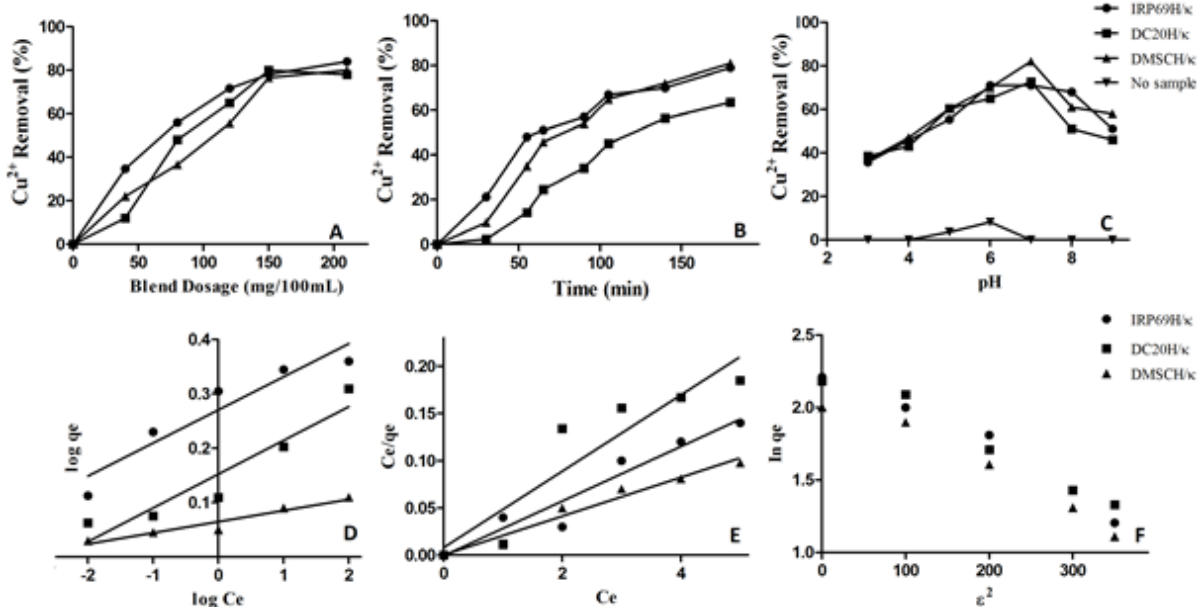 Cu2+ Removal (%)
100
80
60
40
20
0
0 50 100 150 200
Blend Dosage (mg/100mL)
A
Cu2+ Removal (%)
100
80
60
40
20
0
0 50 100 150
Time (min)
B
Cu2+ Removal (%)
100
80
60
40
20
0
2 4 6 8
pH
C
IRP69H/κ
DC20H/κ
DMSCH/κ
No sample
log qe
0.4
0.3
0.2
0.1
-2 -1 0 1 2
log Ce
D
Ce/qe
0.20
0.15
0.10
0.05
0.00
0 2 4
Ce
E
In qe
2.5
2.0
1.5
1.0
0 100 200 300
ε2
F
IRP69H/κ
DC20H/κ
DMSCH/κ